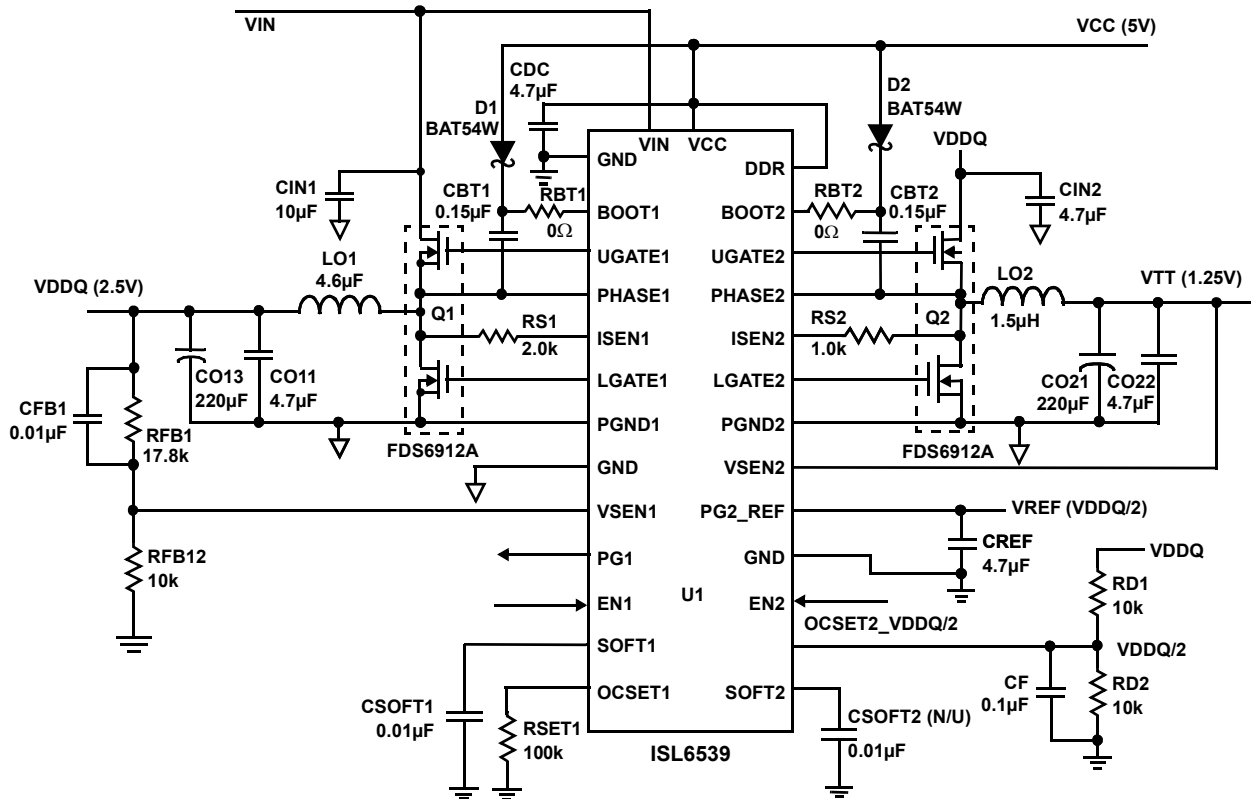 VIN
VCC (5V)
CDC
4.7µF
D1
BAT54W
D2
BAT54W
VDDQ
VIN
VCC
GND
DDR
CIN1
10µF
CBT1
0.15µF
RBT1
0Ω
BOOT1
BOOT2
RBT2
0Ω
CBT2
0.15µF
CIN2
4.7µF
UGATE1
UGATE2
LO1
4.6µF
VDDQ (2.5V)
PHASE1
PHASE2
LO2
1.5µH
VTT (1.25V)
Q1
RS1
2.0k
ISEN1
ISEN2
RS2
1.0k
Q2
CO13
220µF
CO11
4.7µF
LGATE1
LGATE2
CO21
220µF
CO22
4.7µF
CFB1
0.01µF
RFB1
17.8k
PGND1
PGND2
FDS6912A
FDS6912A
GND
VSEN2
VSEN1
PG2_REF
VREF (VDDQ/2)
RFB12
10k
PG1
GND
CREF
4.7µF
VDDQ
RD1
10k
U1
EN1
EN2
OCSET2_VDDQ/2
SOFT1
VDDQ/2
OCSET1
SOFT2
CF
0.1µF
RD2
10k
CSOFT1
0.01µF
RSET1
100k
CSOFT2 (N/U)
0.01µF
ISL6539